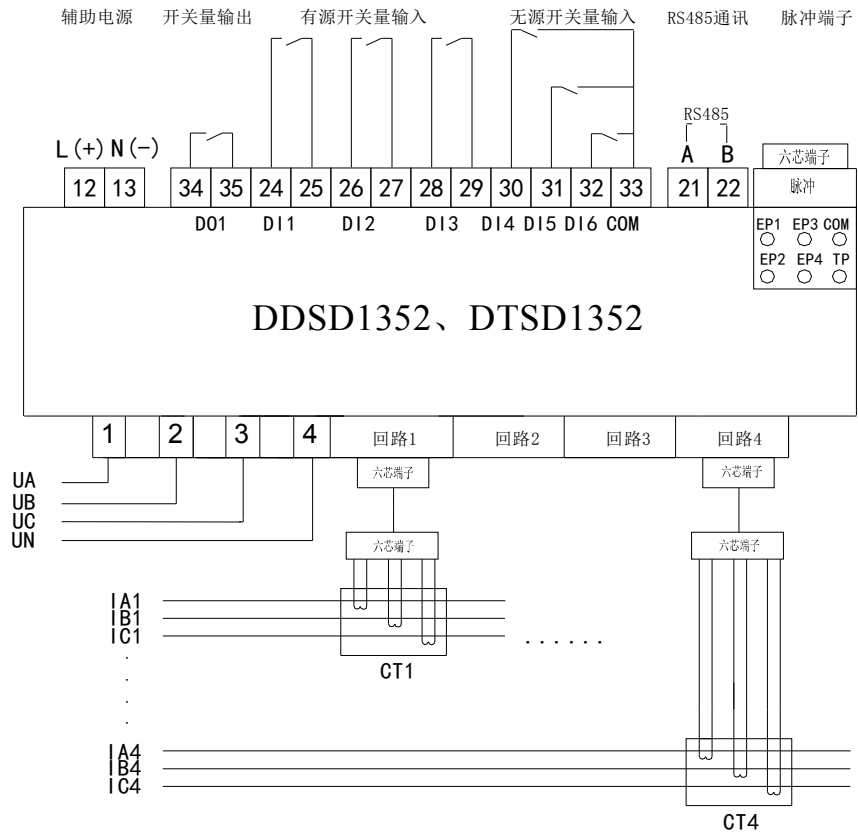 辅助电源 开关量输出 有源开关量输入 无源开关量输入 RS485通讯 脉冲端子
RS485
L(+) N(-) A B 六芯端子
12 13 34 35 24 25 26 27 28 29 30 31 32 33 21 22 脉冲
DO1 DI1 DI2 DI3 DI4 DI5 DI6 COM
EP1 EP3 COM
EP2 EP4 TP
DDSD1352、DTSD1352
1 2 3 4 回路1 回路2 回路3 回路4
六芯端子 六芯端子
UA
UB
UC
UN
六芯端子 六芯端子
IA1
IB1
IC1
......
CT1
IA4
IB4
IC4
CT4